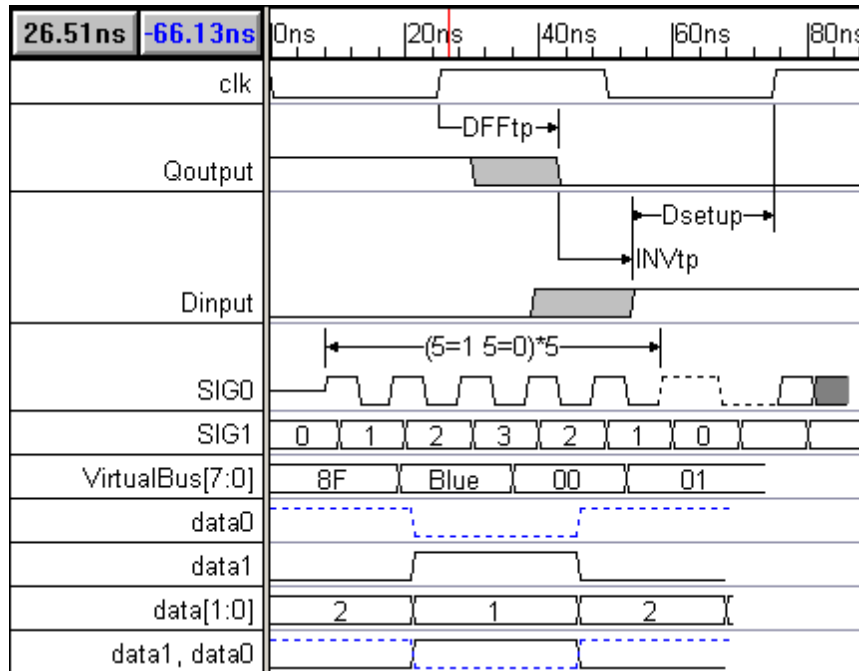 26.51ns -66.13ns 0ns 20ns 40ns 60ns 80ns
clk
DFFtp
Qoutput
Dsetup
INVtp
Dinput
(5=1 5=0)*5
SIG0
SIG1 0 1 2 3 2 1 0
VirtualBus[7:0] 8F Blue 00 01
data0
data1
data[1:0] 2 1 2
data1, data0